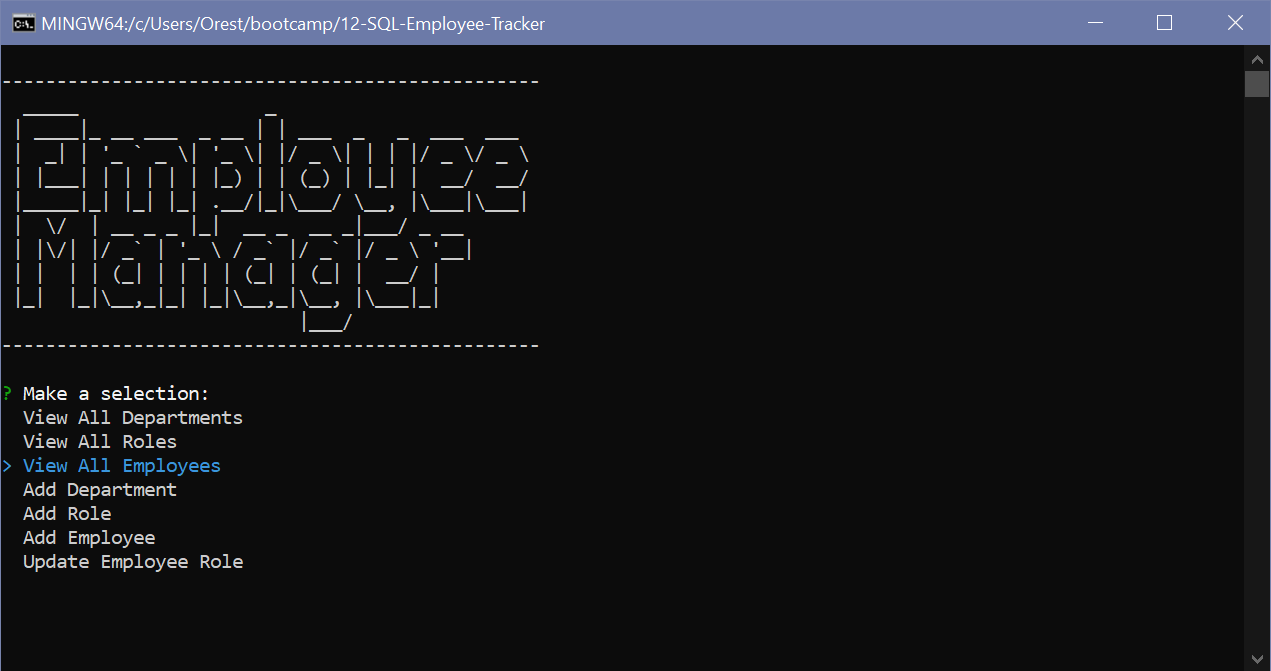 MINGW64:/c/Users/Orest/bootcamp/12-SQL-Employee-Tracker
Employee
Manager
? Make a selection:
View All Departments
View All Roles
> View All Employees
Add Department
Add Role
Add Employee
Update Employee Role